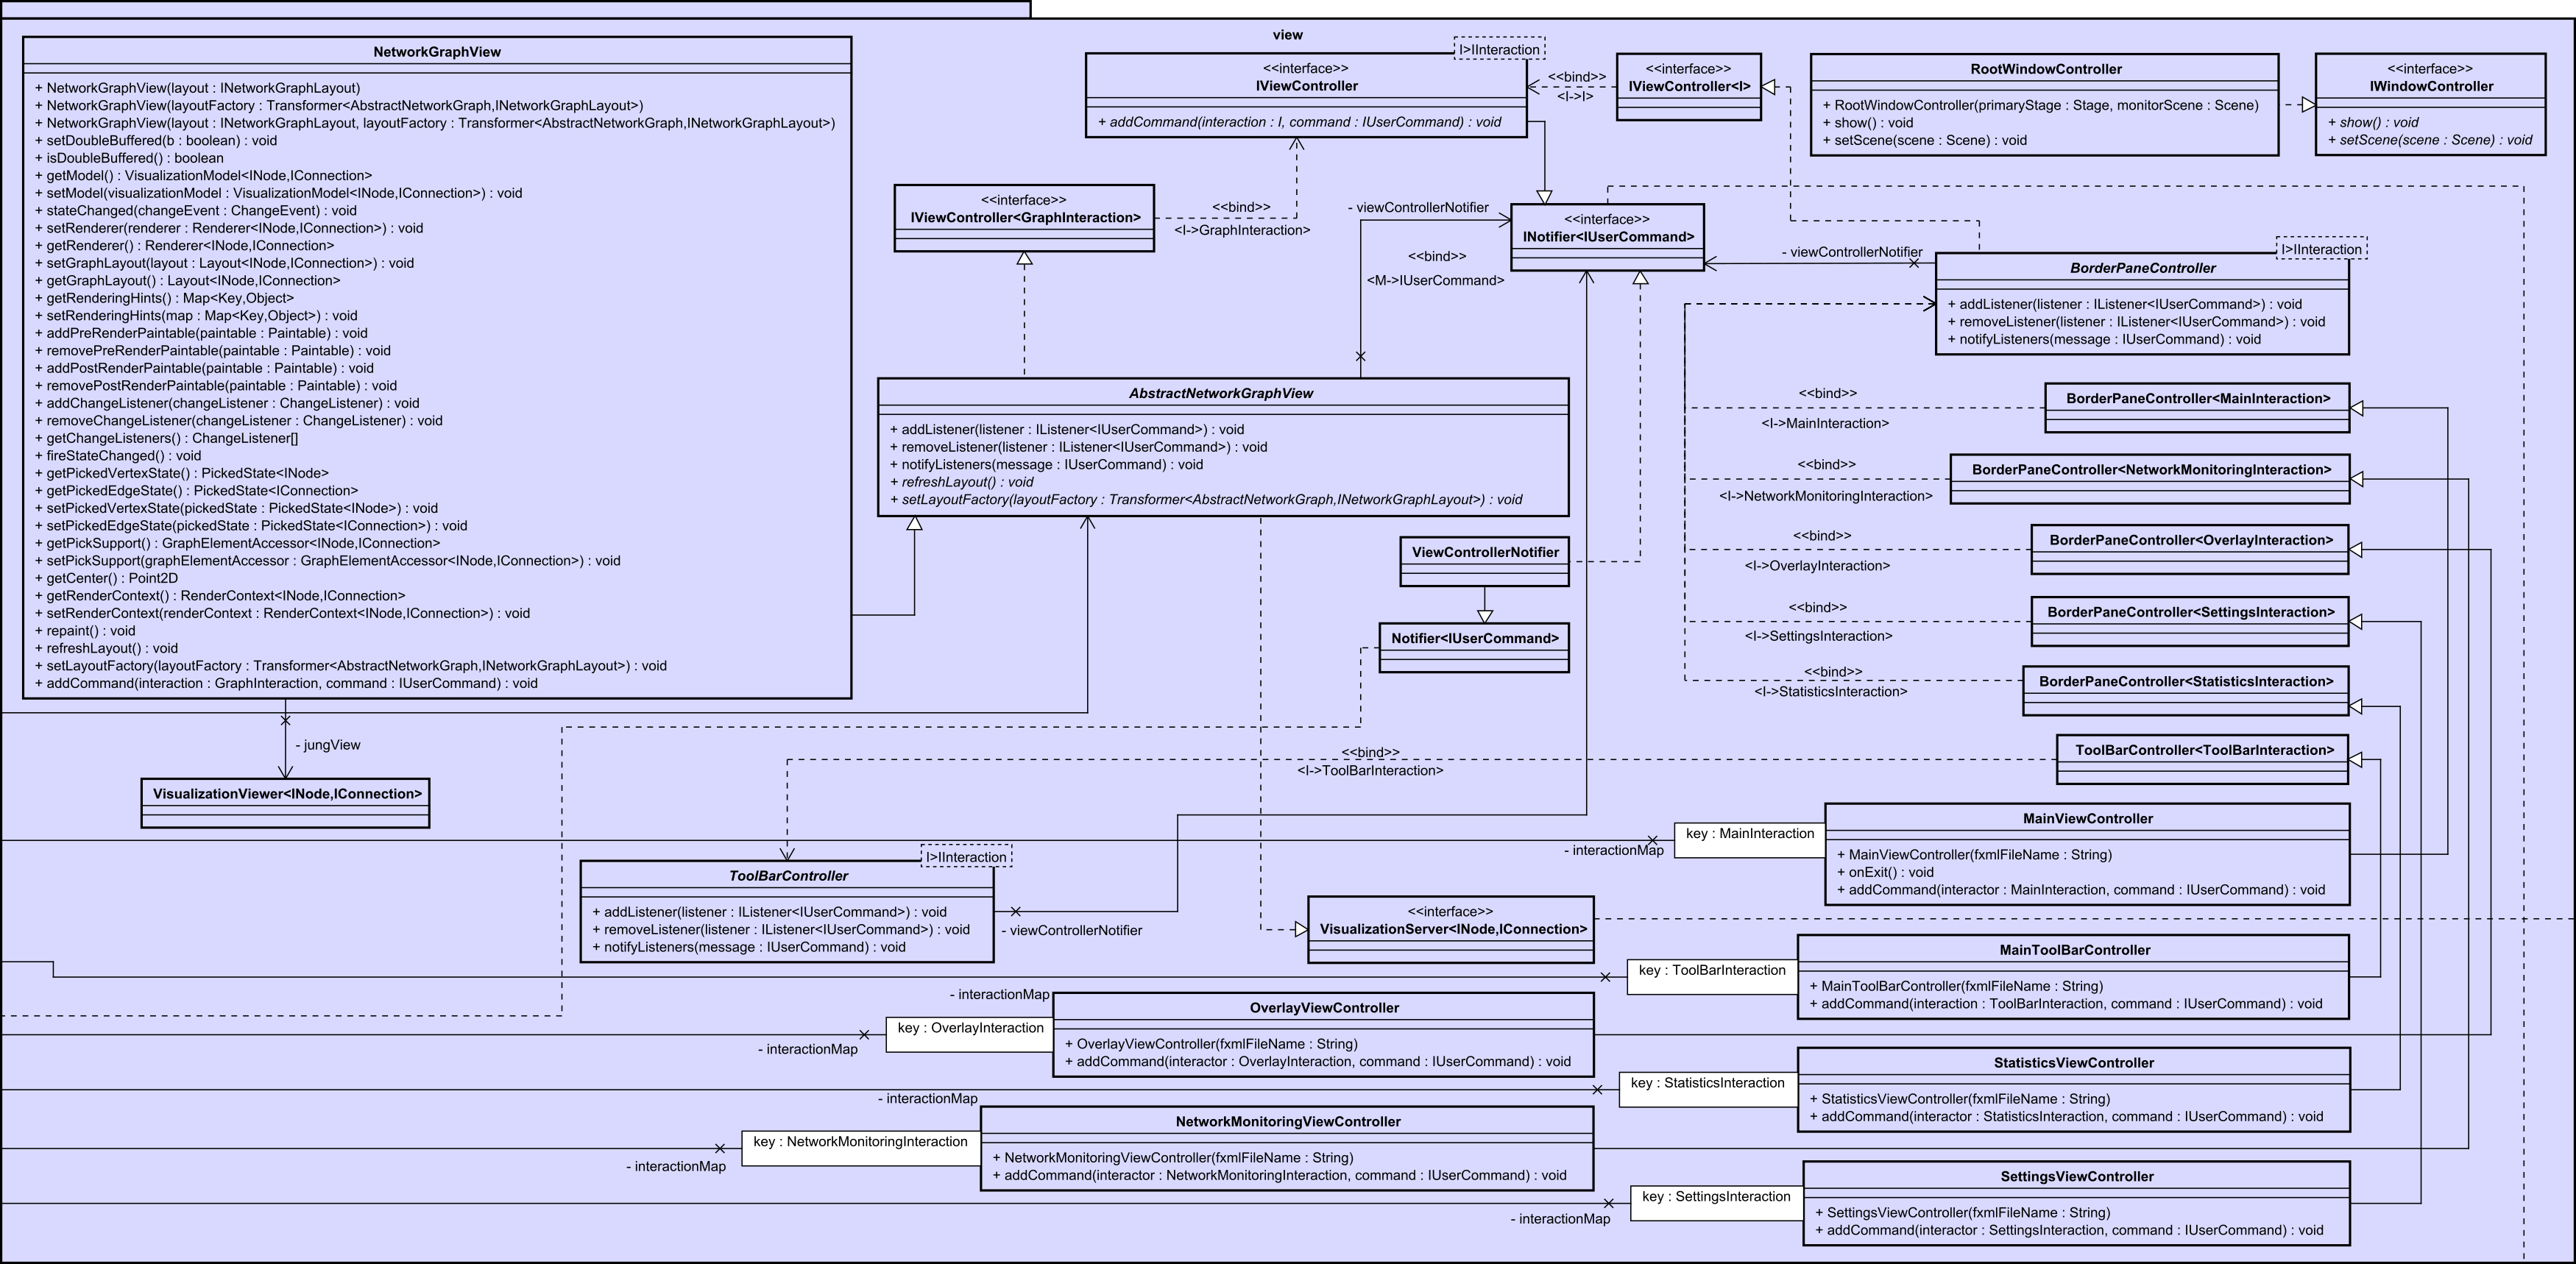 view
NetworkGraphView
+ NetworkGraphView(layout : INetworkGraphLayout)
+ NetworkGraphView(layoutFactory : Transformer<AbstractNetworkGraph,INetworkGraphLayout>)
+ NetworkGraphView(layout : INetworkGraphLayout, layoutFactory : Transformer<AbstractNetworkGraph,INetworkGraphLayout>)
+ setDoubleBuffered(b : boolean) : void
+ isDoubleBuffered() : boolean
+ getModel() : VisualizationModel<INode,IConnection>
+ setModel(visualizationModel : VisualizationModel<INode,IConnection>) : void
+ stateChanged(changeEvent : ChangeEvent) : void
+ setRenderer(renderer : Renderer<INode,IConnection>) : void
+ getRenderer() : Renderer<INode,IConnection>
+ setGraphLayout(layout : Layout<INode,IConnection>) : void
+ getGraphLayout() : Layout<INode,IConnection>
+ getRenderingHints() : Map<Key,Object>
+ setRenderingHints(map : Map<Key,Object>) : void
+ addPreRenderPaintable(paintable : Paintable) : void
+ removePreRenderPaintable(paintable : Paintable) : void
+ addPostRenderPaintable(paintable : Paintable) : void
+ removePostRenderPaintable(paintable : Paintable) : void
+ addChangeListener(changeListener : ChangeListener) : void
+ removeChangeListener(changeListener : ChangeListener) : void
+ getChangeListeners() : ChangeListener[]
+ fireStateChanged() : void
+ getPickedVertexState() : PickedState<INode>
+ getPickedEdgeState() : PickedState<IConnection>
+ setPickedVertexState(pickedState : PickedState<INode>) : void
+ setPickedEdgeState(pickedState : PickedState<IConnection>) : void
+ getPickSupport() : GraphElementAccessor<INode,IConnection>
+ setPickSupport(graphElementAccessor : GraphElementAccessor<INode,IConnection>) : void
+ getCenter() : Point2D
+ getRenderContext() : RenderContext<INode,IConnection>
+ setRenderContext(renderContext : RenderContext<INode,IConnection>) : void
+ repaint() : void
+ refreshLayout() : void
+ setLayoutFactory(layoutFactory : Transformer<AbstractNetworkGraph,INetworkGraphLayout>) : void
+ addCommand(interaction : GraphInteraction, command : IUserCommand) : void
- jungView
VisualizationViewer<INode,IConnection>
I>IInteraction
<<interface>>
IViewController
+ addCommand(interaction : I, command : IUserCommand) : void
<<bind>>
<I->I>
<<interface>>
IViewController<I>
RootWindowController
+ RootWindowController(primaryStage : Stage, monitorScene : Scene)
+ show() : void
+ setScene(scene : Scene) : void
<<interface>>
IWindowController
+ show() : void
+ setScene(scene : Scene) : void
<<interface>>
IViewController<GraphInteraction>
<<bind>>
<I->GraphInteraction>
- viewControllerNotifier
<<bind>>
<M->IUserCommand>
<<interface>>
INotifier<IUserCommand>
- viewControllerNotifier
I>IInteraction
BorderPaneController
+ addListener(listener : IListener<IUserCommand>) : void
+ removeListener(listener : IListener<IUserCommand>) : void
+ notifyListeners(message : IUserCommand) : void
AbstractNetworkGraphView
+ addListener(listener : IListener<IUserCommand>) : void
+ removeListener(listener : IListener<IUserCommand>) : void
+ notifyListeners(message : IUserCommand) : void
+ refreshLayout() : void
+ setLayoutFactory(layoutFactory : Transformer<AbstractNetworkGraph,INetworkGraphLayout>) : void
<<bind>>
<I->MainInteraction>
BorderPaneController<MainInteraction>
<<bind>>
<I->NetworkMonitoringInteraction>
BorderPaneController<NetworkMonitoringInteraction>
<<bind>>
<I->OverlayInteraction>
BorderPaneController<OverlayInteraction>
<<bind>>
<I->SettingsInteraction>
BorderPaneController<SettingsInteraction>
<<bind>>
<I->StatisticsInteraction>
BorderPaneController<StatisticsInteraction>
ViewControllerNotifier
Notifier<IUserCommand>
<<bind>>
<I->ToolBarInteraction>
ToolBarController<ToolBarInteraction>
I>IInteraction
ToolBarController
+ addListener(listener : IListener<IUserCommand>) : void
+ removeListener(listener : IListener<IUserCommand>) : void
+ notifyListeners(message : IUserCommand) : void
- viewControllerNotifier
<<interface>>
VisualizationServer<INode,IConnection>
- interactionMap
key : MainInteraction
MainViewController
+ MainViewController(fxmlFileName : String)
+ onExit() : void
+ addCommand(interactor : MainInteraction, command : IUserCommand) : void
- interactionMap
key : ToolBarInteraction
MainToolBarController
+ MainToolBarController(fxmlFileName : String)
+ addCommand(interaction : ToolBarInteraction, command : IUserCommand) : void
- interactionMap
key : OverlayInteraction
OverlayViewController
+ OverlayViewController(fxmlFileName : String)
+ addCommand(interactor : OverlayInteraction, command : IUserCommand) : void
- interactionMap
key : StatisticsInteraction
StatisticsViewController
+ StatisticsViewController(fxmlFileName : String)
+ addCommand(interactor : StatisticsInteraction, command : IUserCommand) : void
- interactionMap
key : NetworkMonitoringInteraction
NetworkMonitoringViewController
+ NetworkMonitoringViewController(fxmlFileName : String)
+ addCommand(interactor : NetworkMonitoringInteraction, command : IUserCommand) : void
- interactionMap
key : SettingsInteraction
SettingsViewController
+ SettingsViewController(fxmlFileName : String)
+ addCommand(interactor : SettingsInteraction, command : IUserCommand) : void